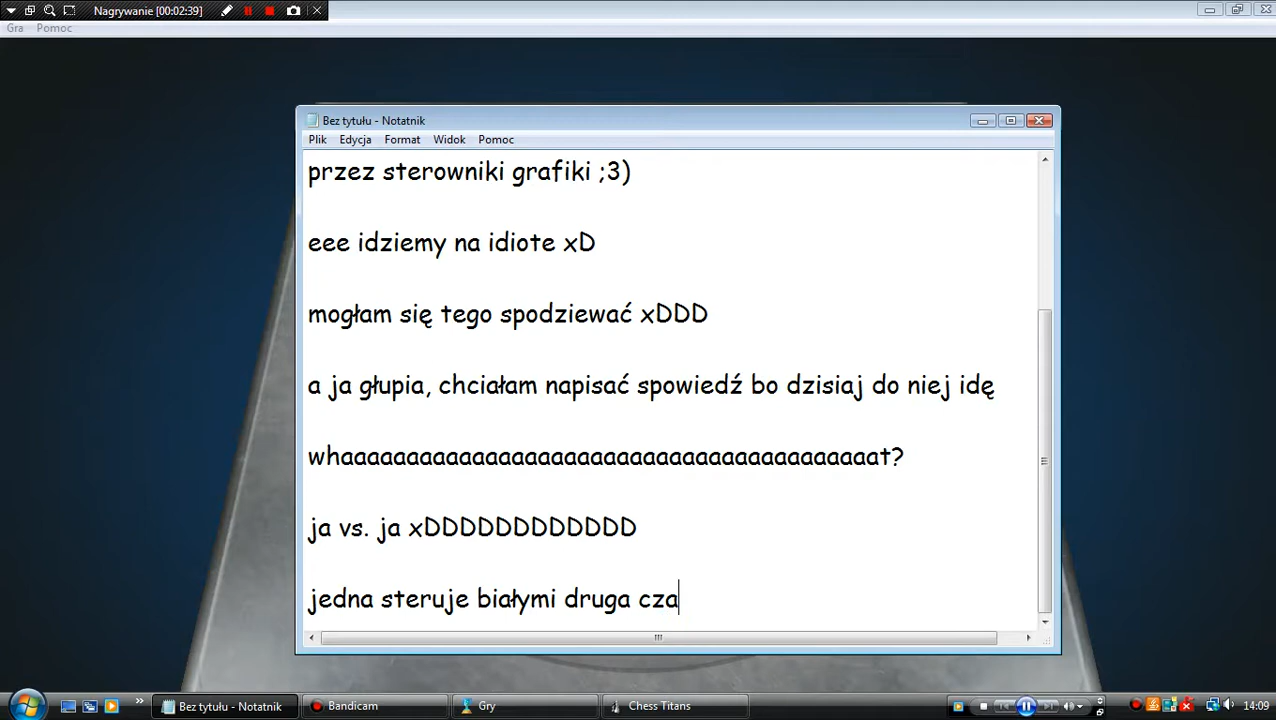 Nagrywanie [00:02:39]
Gra Pomoc
Bez tytułu - Notatnik
Plik Edycja Format Widok Pomoc
przez sterowniki grafiki ;3)
eee idziemy na idiote xD
mogłam się tego spodziewać xDDD
a ja głupia, chciałam napisać spowiedź bo dzisiaj do niej idę
whaaaaaaaaaaaaaaaaaaaaaaaaaaaaaaaaaaaaaaaaat?
ja vs. ja xDDDDDDDDDDDD
jedna steruje białymi druga cza
Bez tytułu - Notatnik Bandicam Gry Chess Titans 14:09